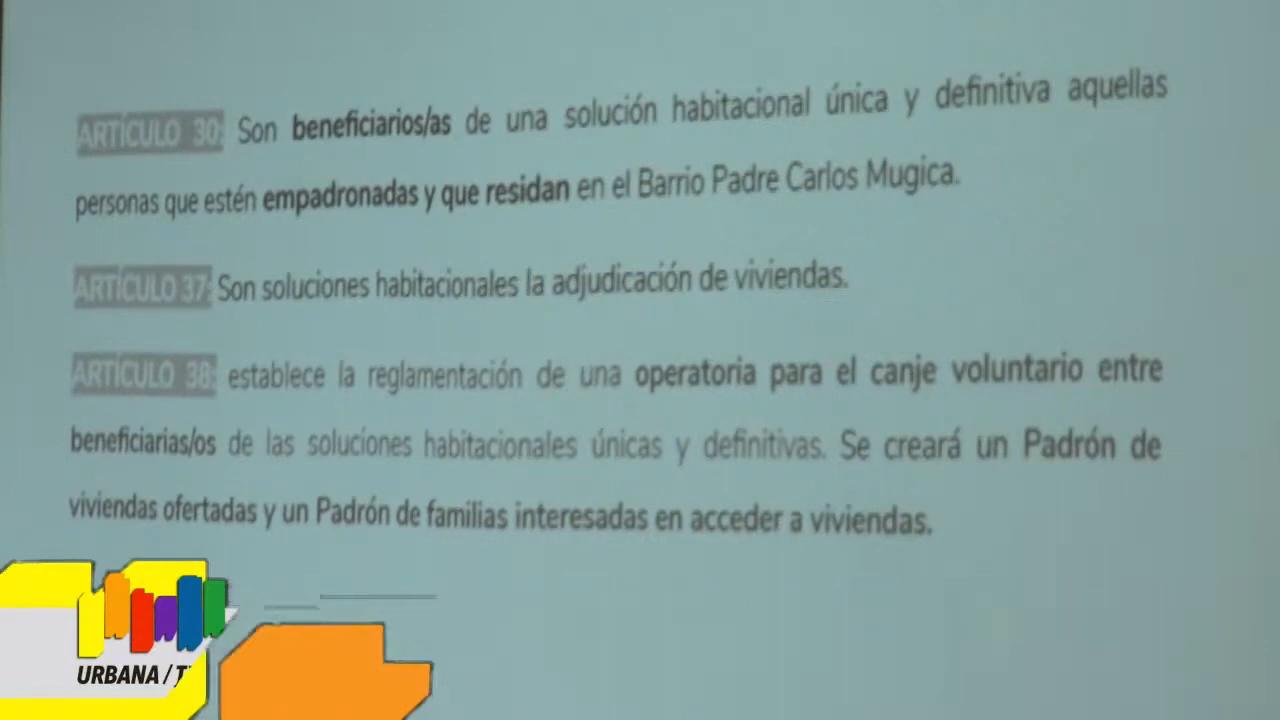 ARTÍCULO 30: Son beneficiarios/as de una solución habitacional única y definitiva aquellas
personas que estén empadronadas y que residan en el Barrio Padre Carlos Mugica.
ARTÍCULO 37: Son soluciones habitacionales la adjudicación de viviendas.
ARTÍCULO 38: establece la reglamentación de una operatoria para el canje voluntario entre
beneficiarias/os de las soluciones habitacionales únicas y definitivas. Se creará un Padrón de
viviendas ofertadas y un Padrón de familias interesadas en acceder a viviendas.
URBANA/T